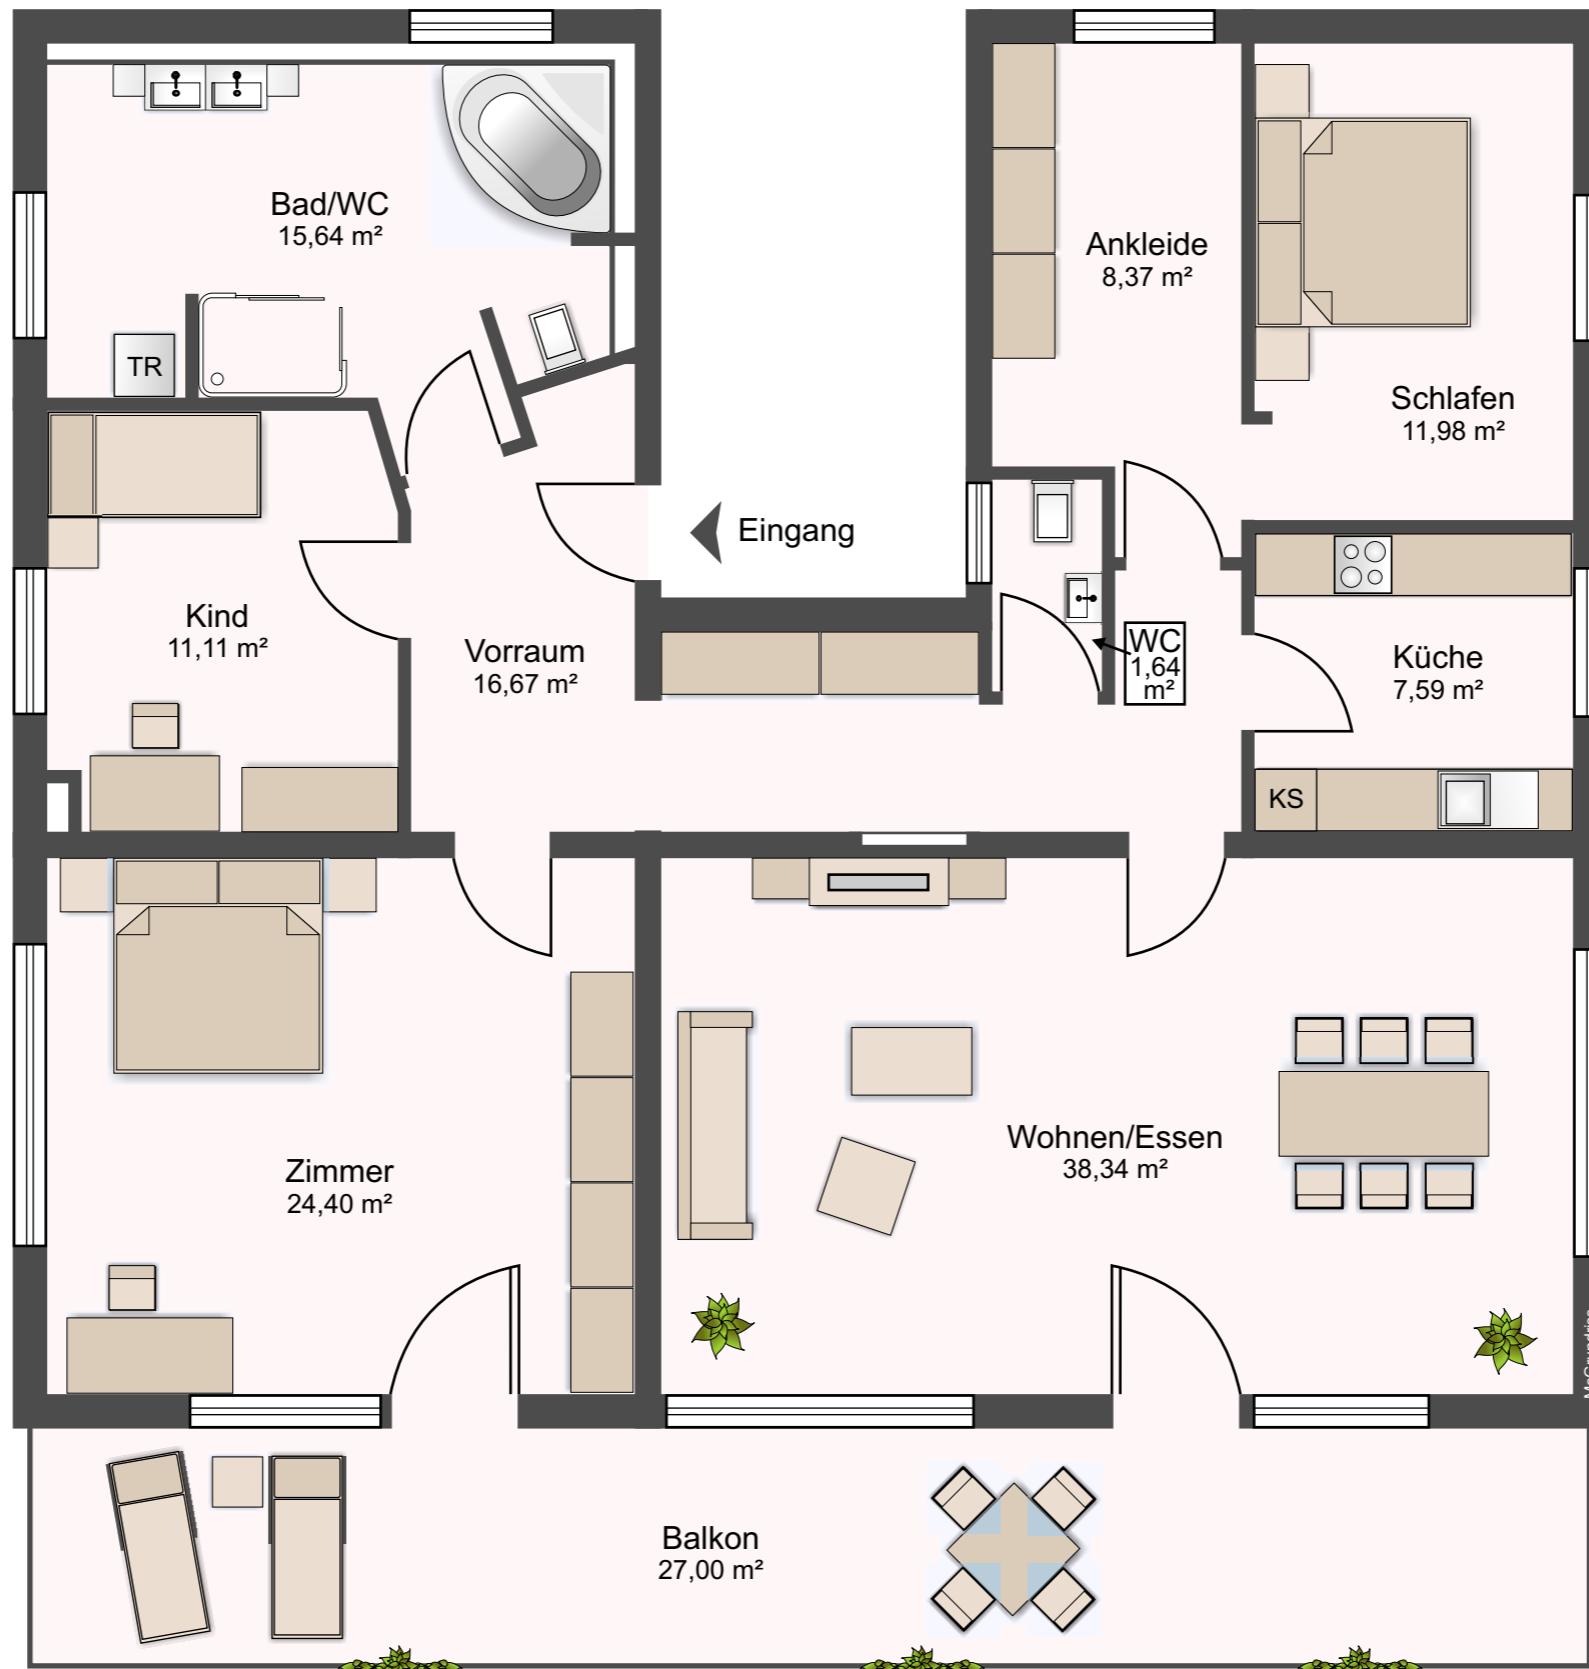 Bad/WC
15,64 m²
TR
Ankleide
8,37 m²
Schlafen
11,98 m²
Eingang
Kind
11,11 m²
Vorraum
16,67 m²
WC
1,64
m²
Küche
7,59 m²
KS
Zimmer
24,40 m²
Wohnen/Essen
38,34 m²
Balkon
27,00 m²